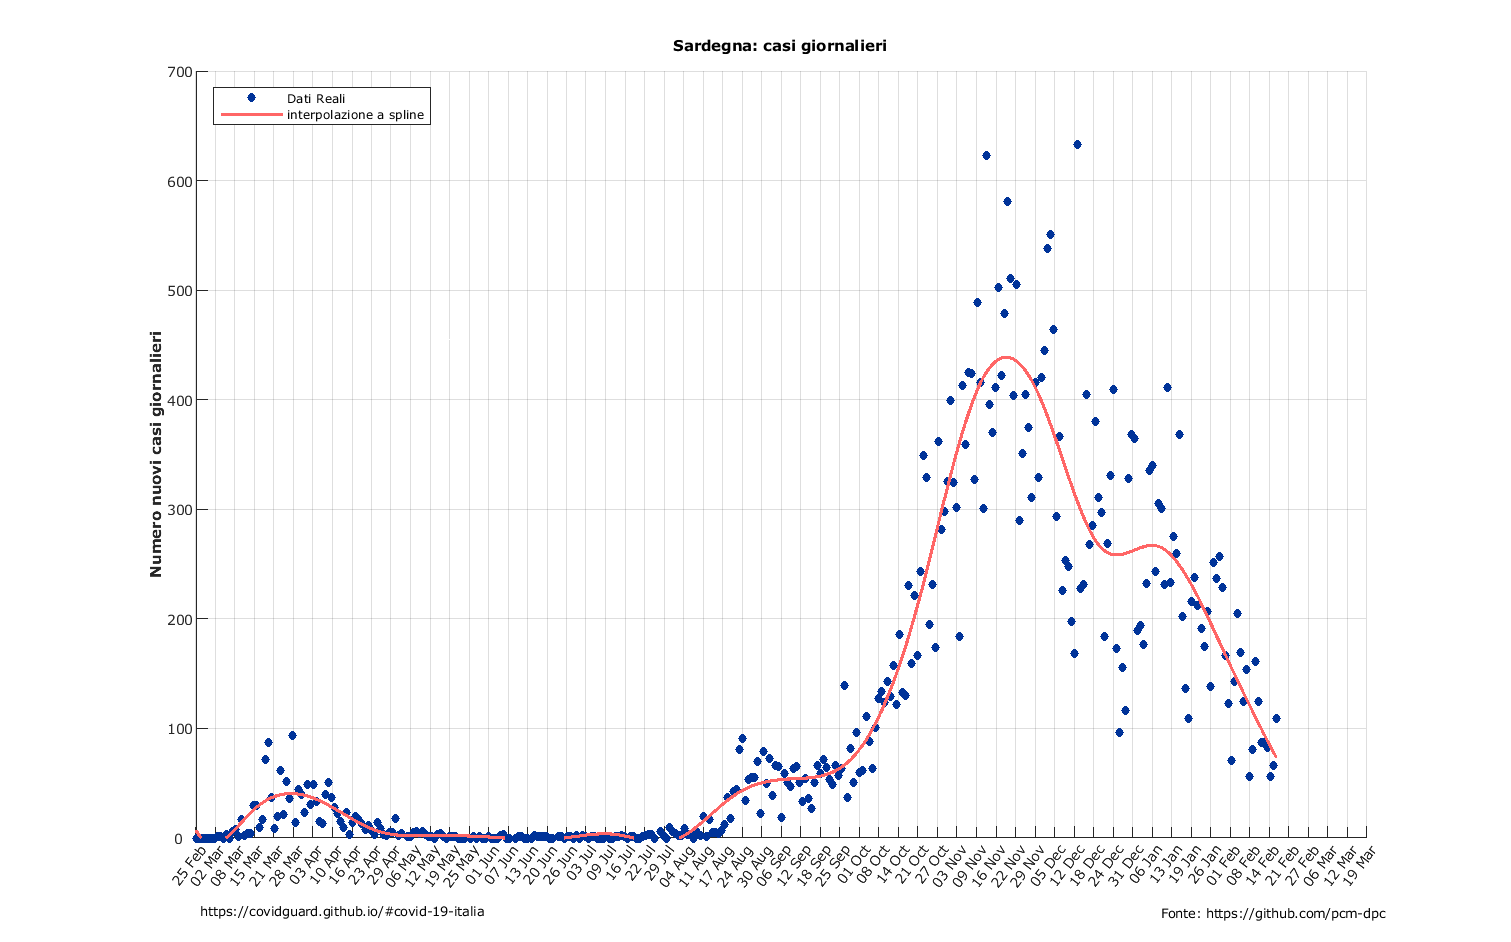 Sardegna: casi giornalieri
Dati Reali
interpolazione a spline
Numero nuovi casi giornalieri
700
600
500
400
300
200
100
0
25 Feb
02 Mar
08 Mar
15 Mar
21 Mar
28 Mar
03 Apr
10 Apr
16 Apr
23 Apr
29 Apr
06 May
12 May
19 May
25 May
01 Jun
07 Jun
13 Jun
20 Jun
26 Jun
03 Jul
09 Jul
16 Jul
22 Jul
29 Jul
04 Aug
11 Aug
17 Aug
24 Aug
30 Aug
06 Sep
12 Sep
18 Sep
25 Sep
01 Oct
08 Oct
14 Oct
21 Oct
27 Oct
03 Nov
09 Nov
16 Nov
22 Nov
29 Nov
05 Dec
12 Dec
18 Dec
24 Dec
31 Dec
06 Jan
13 Jan
19 Jan
26 Jan
01 Feb
08 Feb
14 Feb
21 Feb
27 Feb
06 Mar
12 Mar
19 Mar
https://covidguard.github.io/#covid-19-italia
Fonte: https://github.com/pcm-dpc